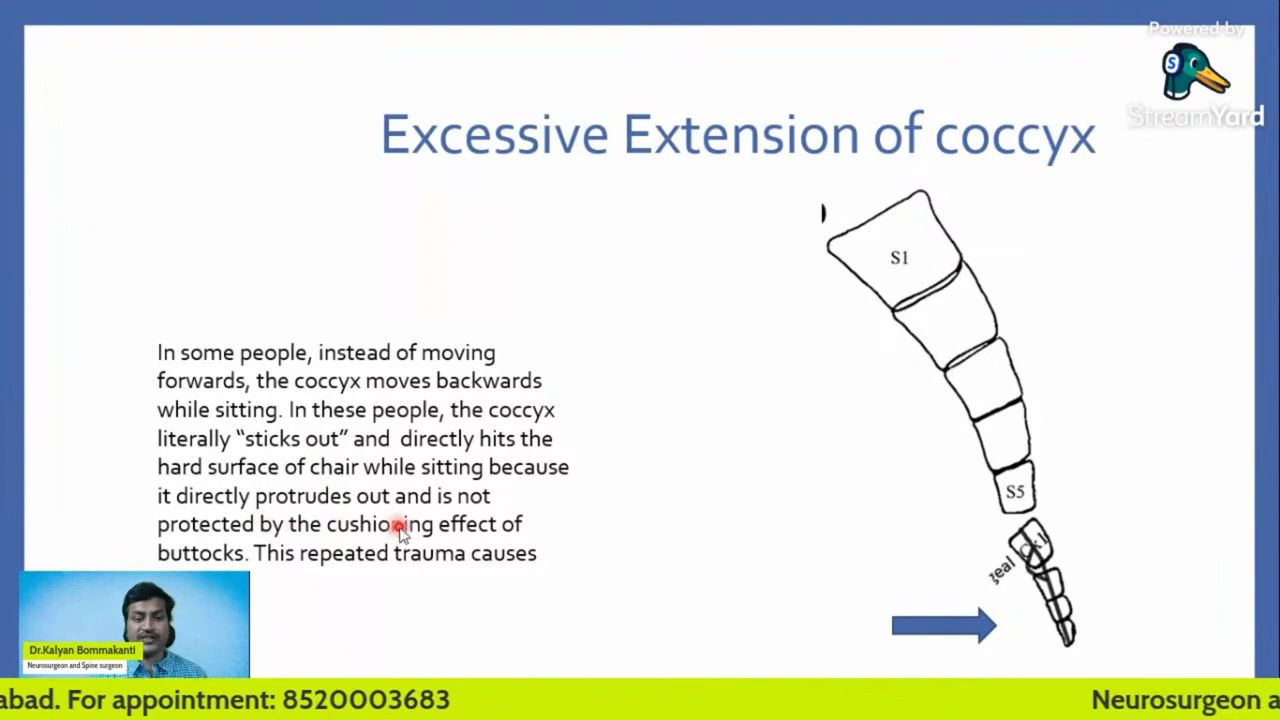 Powered by
StreamYard
Excessive Extension of coccyx
S1
S5
Cx1
geal
In some people, instead of moving
forwards, the coccyx moves backwards
while sitting. In these people, the coccyx
literally “sticks out” and directly hits the
hard surface of chair while sitting because
it directly protrudes out and is not
protected by the cushioning effect of
buttocks. This repeated trauma causes
Dr.Kalyan Bommakanti
Neurosurgeon and Spine surgeon
abad. For appointment: 8520003683
Neurosurgeon a